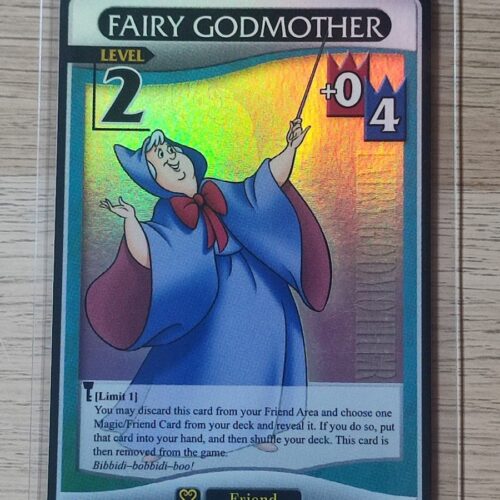 FAIRY GODMOTHER
LEVEL
2
+0
4
FAIRY GODMOTHER
[Limit 1]
You may discard this card from your Friend Area and choose one
Magic/Friend Card from your deck and reveal it. If you do so, put
that card into your hand, and then shuffle your deck. This card is
then removed from the game.
Bibbidi-bobbidi-boo!
Friend